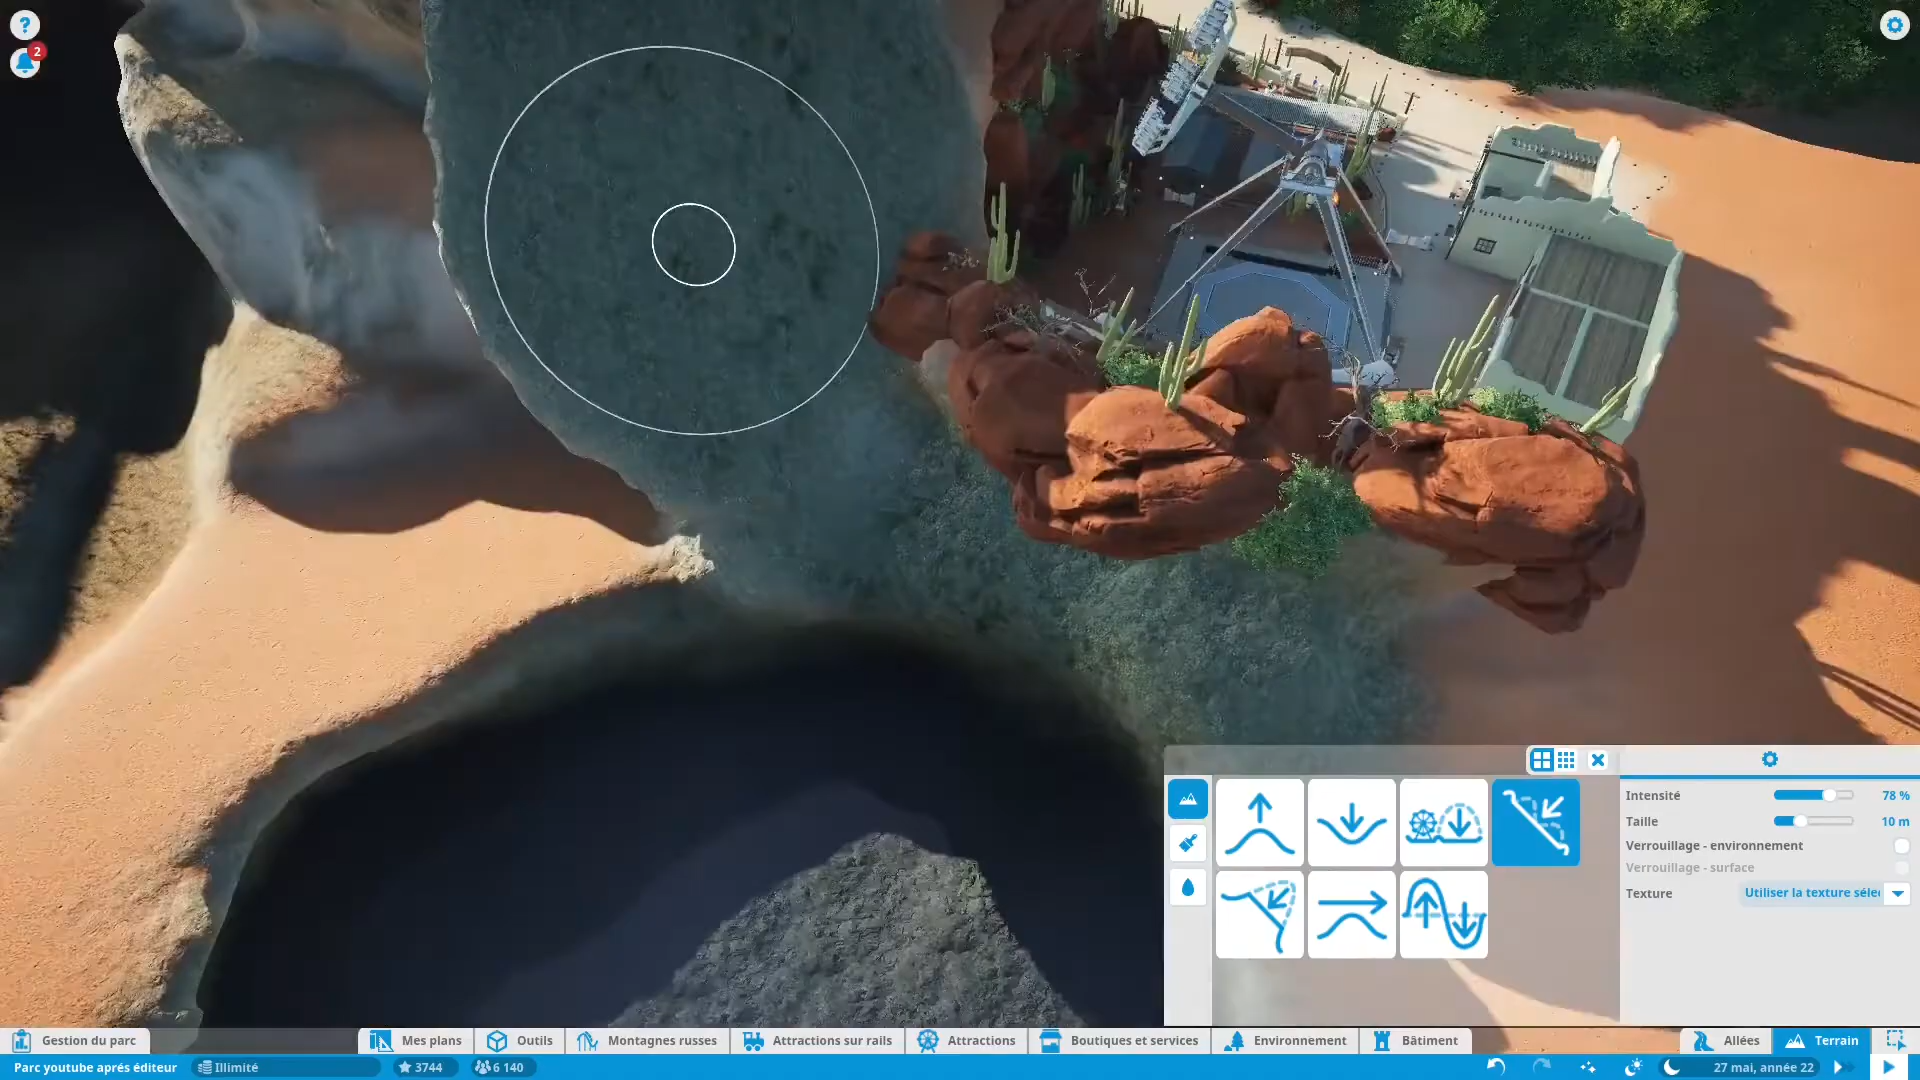 ?
2
Intensité 78 %
Taille 10 m
Verrouillage - environnement
Verrouillage - surface
Texture Utiliser la texture sélec
Gestion du parc Mes plans Outils Montagnes russes Attractions sur rails Attractions Boutiques et services Environnement Bâtiment Allées Terrain
Parc youtube aprés éditeur Illimité 3744 6 140 27 mai, année 22